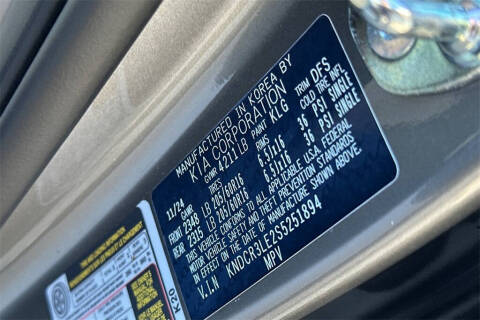 MANUFACTURED IN KOREA BY
KIA CORPORATION
11/24 GVWR 4211LB PAINT KLG TRIM DFS
GAWR TIRES RIMS COLD TIRE INFL
FRONT 2348 LB 205/60R16 6.5Jx16 36 PSI SINGLE
REAR 2315 LB 205/60R16 6.5Jx16 36 PSI SINGLE
THIS VEHICLE CONFORMS TO ALL APPLICABLE U.S.A. FEDERAL
MOTOR VEHICLE SAFETY AND THEFT PREVENTION STANDARDS
IN EFFECT ON THE DATE OF MANUFACTURE SHOWN ABOVE.
V.I.N KNDCR3LE2S5251894
MPV
K20